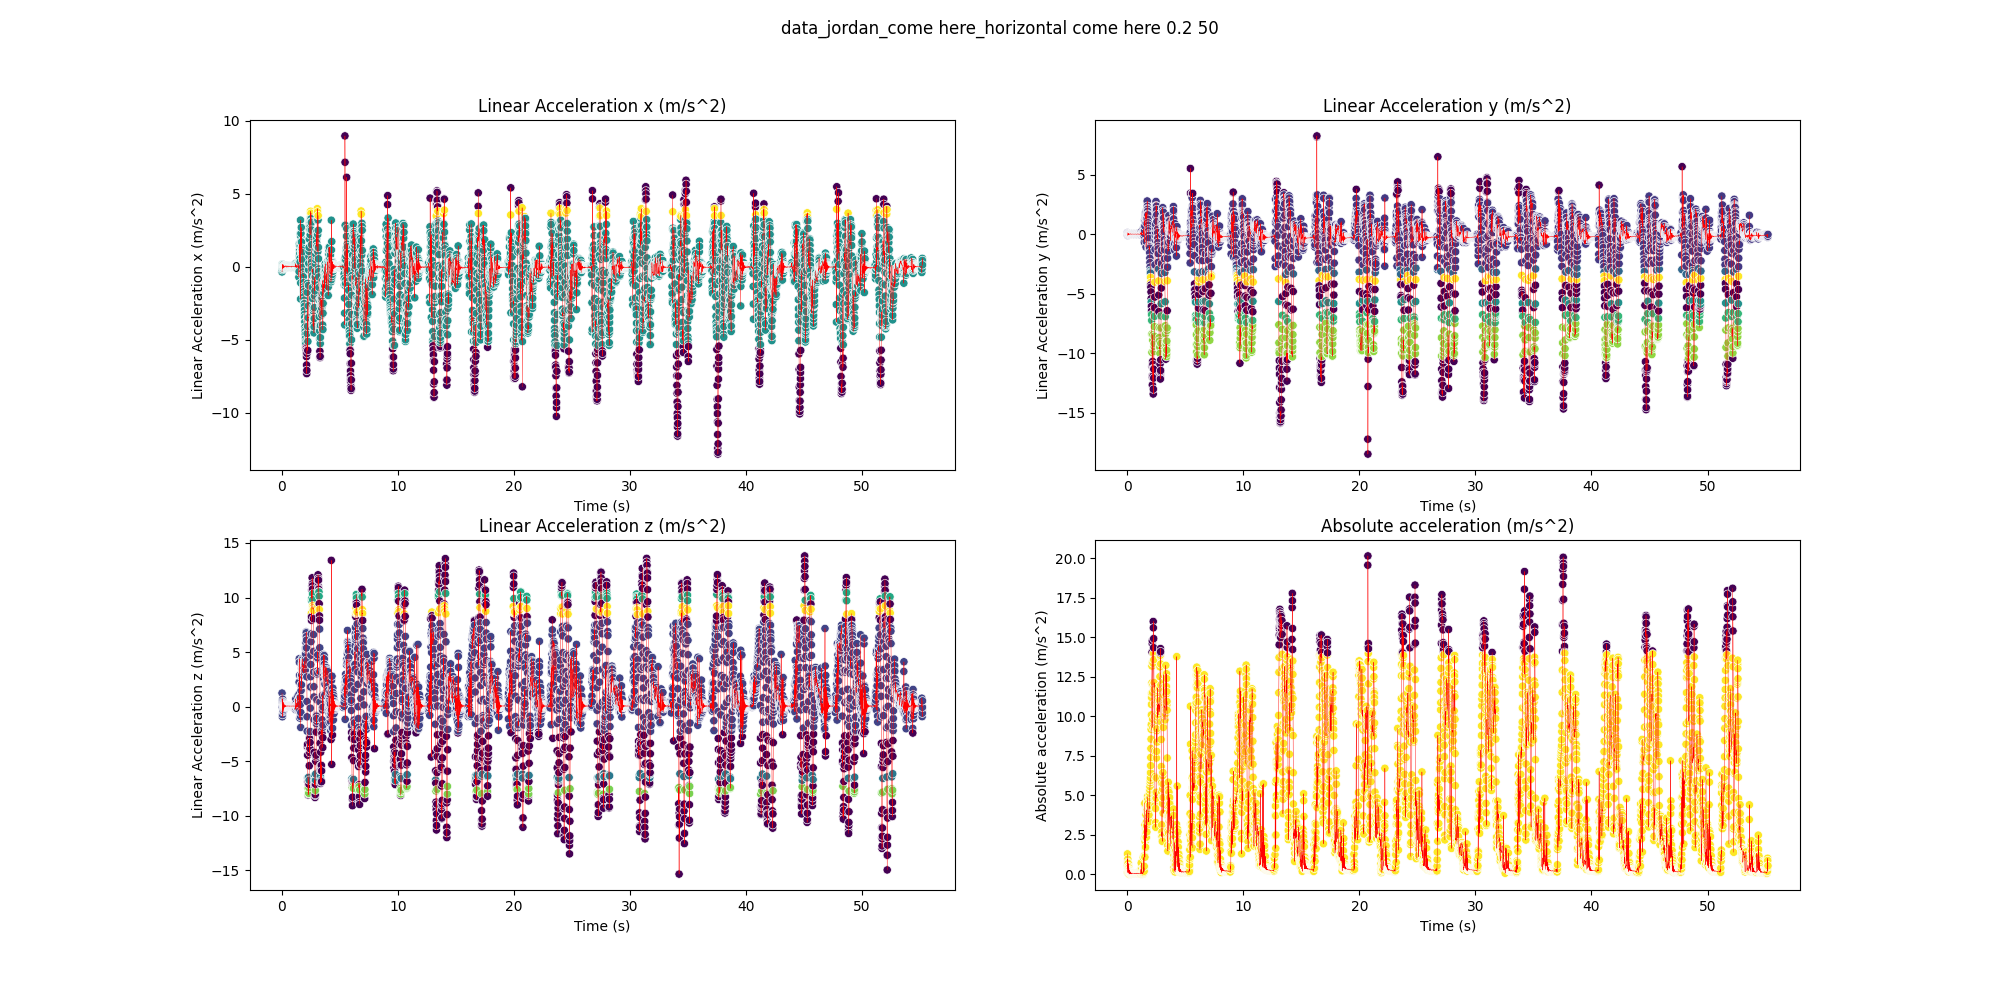 data_jordan_come here_horizontal come here 0.2 50
Linear Acceleration x (m/s^2)
Linear Acceleration x (m/s^2)
10
5
0
−5
−10
0 10 20 30 40 50
Time (s)
Linear Acceleration y (m/s^2)
Linear Acceleration y (m/s^2)
5
0
−5
−10
−15
0 10 20 30 40 50
Time (s)
Linear Acceleration z (m/s^2)
Linear Acceleration z (m/s^2)
15
10
5
0
−5
−10
−15
0 10 20 30 40 50
Time (s)
Absolute acceleration (m/s^2)
Absolute acceleration (m/s^2)
20.0
17.5
15.0
12.5
10.0
7.5
5.0
2.5
0.0
0 10 20 30 40 50
Time (s)